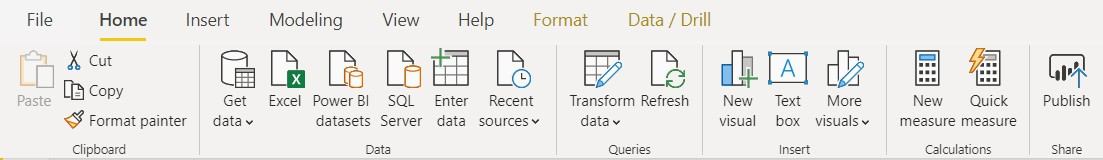 File Home Insert Modeling View Help Format Data / Drill
Paste
Cut
Copy
Format painter
Clipboard
Get
data
Excel
X
Power BI
datasets
SQL
Server
Enter
data
Recent
sources
Data
Transform
data
Refresh
Queries
New
visual
A
Text
box
More
visuals
Insert
New
measure
Quick
measure
Calculations
Publish
Share